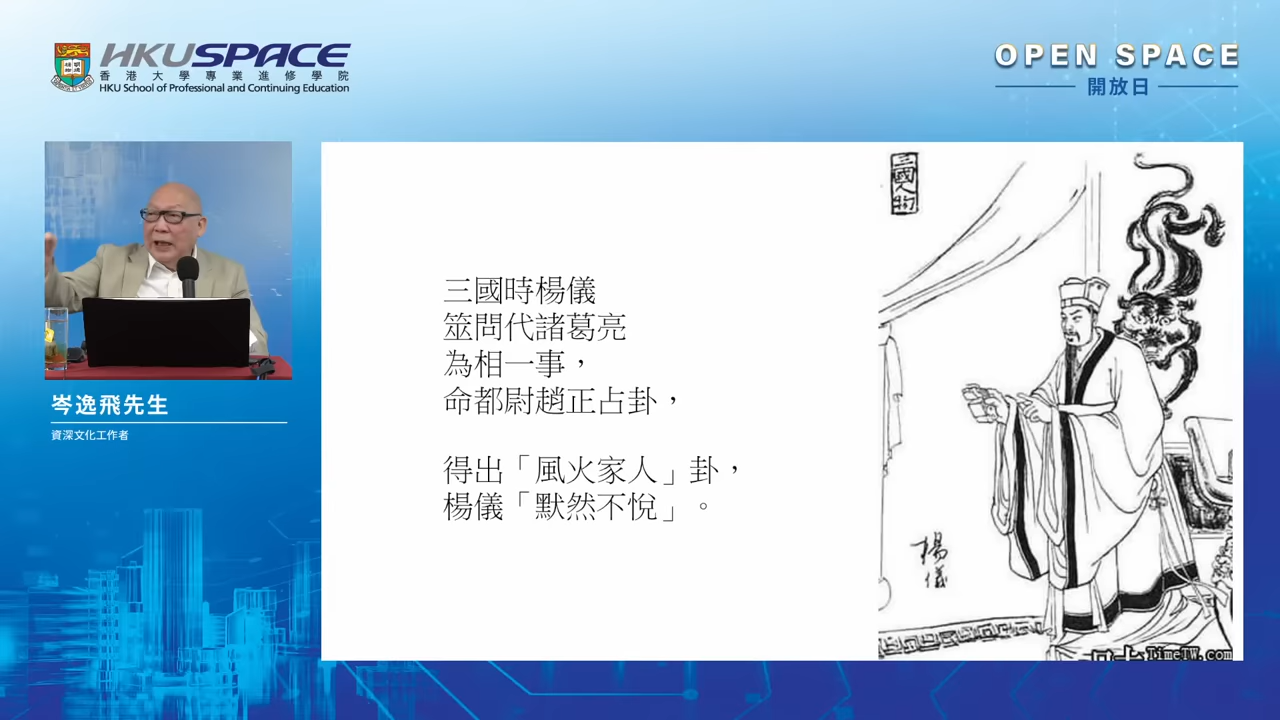 HKUSPACE
香港大學專業進修學院
HKU School of Professional and Continuing Education
OPEN SPACE
開放日
岑逸飛先生
資深文化工作者
三國時楊儀
筮問代諸葛亮
為相一事，
命都尉趙正占卦，
得出「風火家人」卦，
楊儀「默然不悅」。
三國人物
楊儀
TimeTW.com